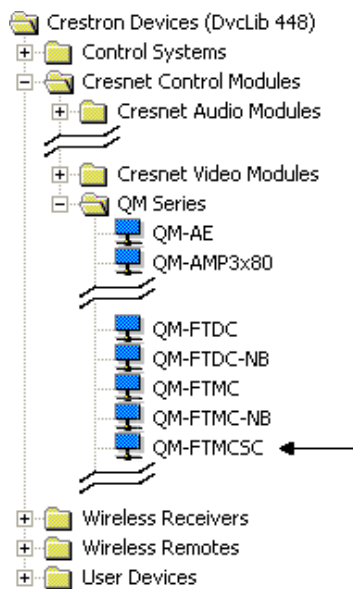 Crestron Devices (DvcLib 448)
Control Systems
Cresnet Control Modules
Cresnet Audio Modules
Cresnet Video Modules
QM Series
QM-AE
QM-AMP3x80
QM-FTDC
QM-FTDC-NB
QM-FTMC
QM-FTMC-NB
QM-FTMCSC
Wireless Receivers
Wireless Remotes
User Devices